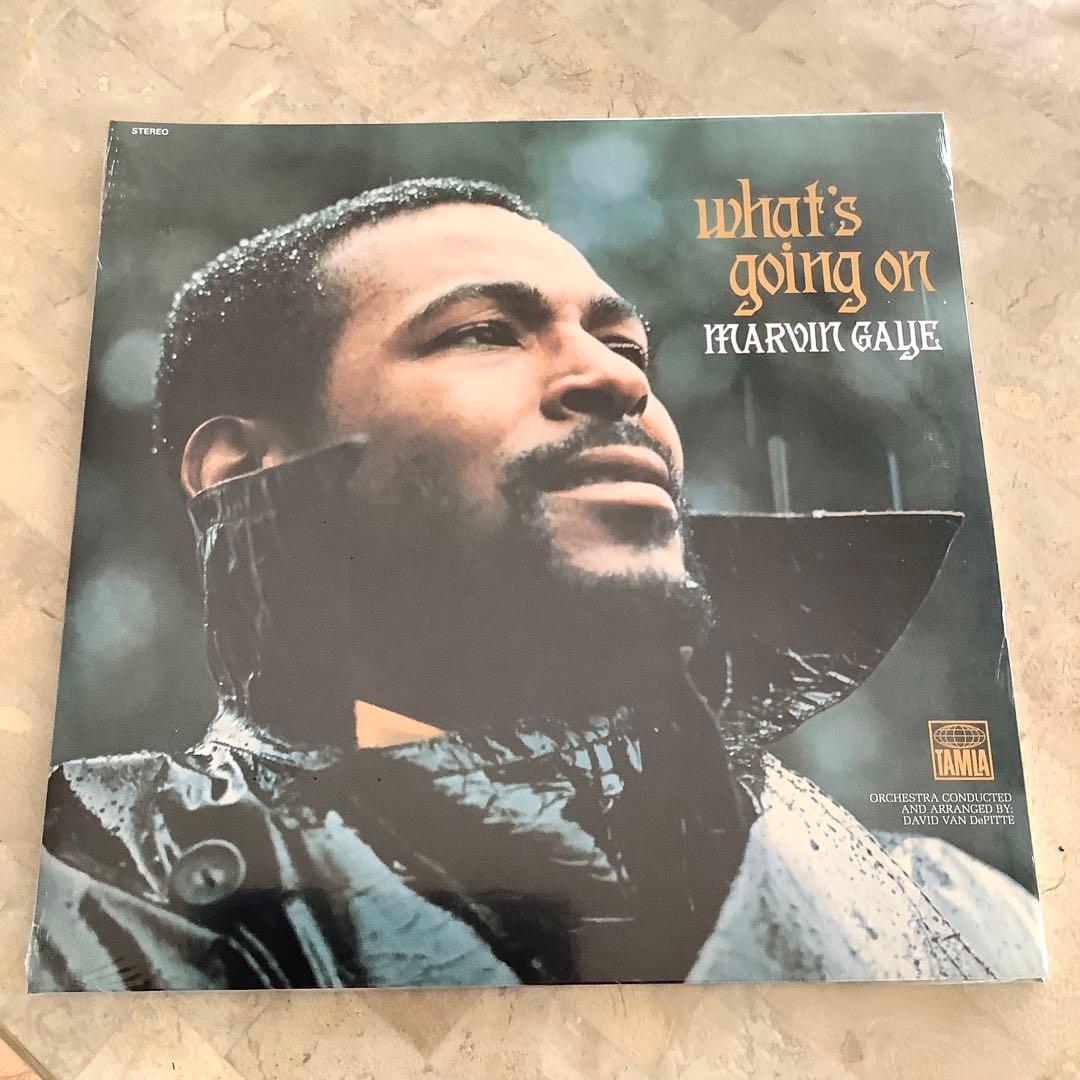 STEREO
what's
going on
MARVIN GAYE
TAMLA
ORCHESTRA CONDUCTED
AND ARRANGED BY:
DAVID VAN DePITTE